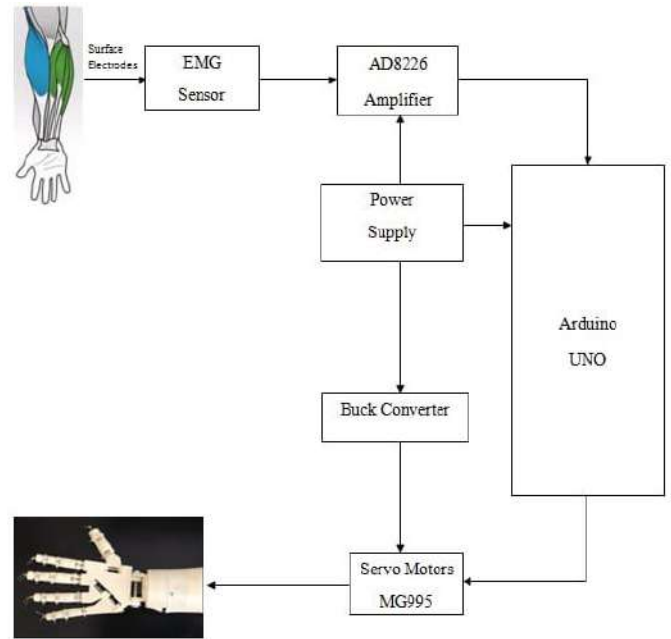 Surface
Electrodes
EMG
Sensor
AD8226
Amplifier
Power
Supply
Arduino
UNO
Buck Converter
Servo Motors
MG995